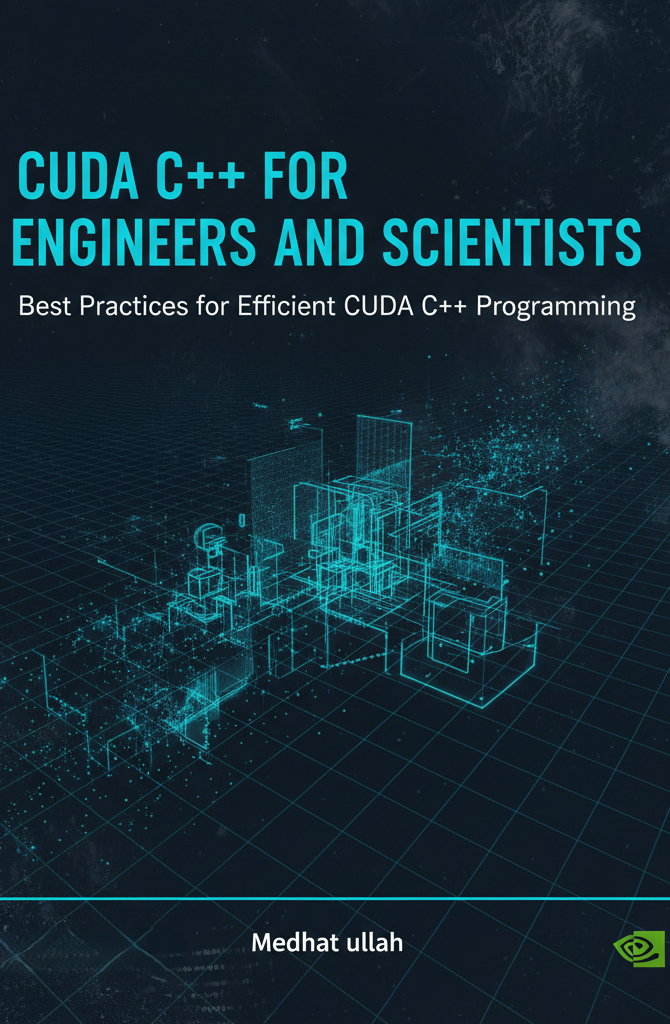 CUDA C++ FOR
ENGINEERS AND SCIENTISTS
Best Practices for Efficient CUDA C++ Programming
Medhat ullah